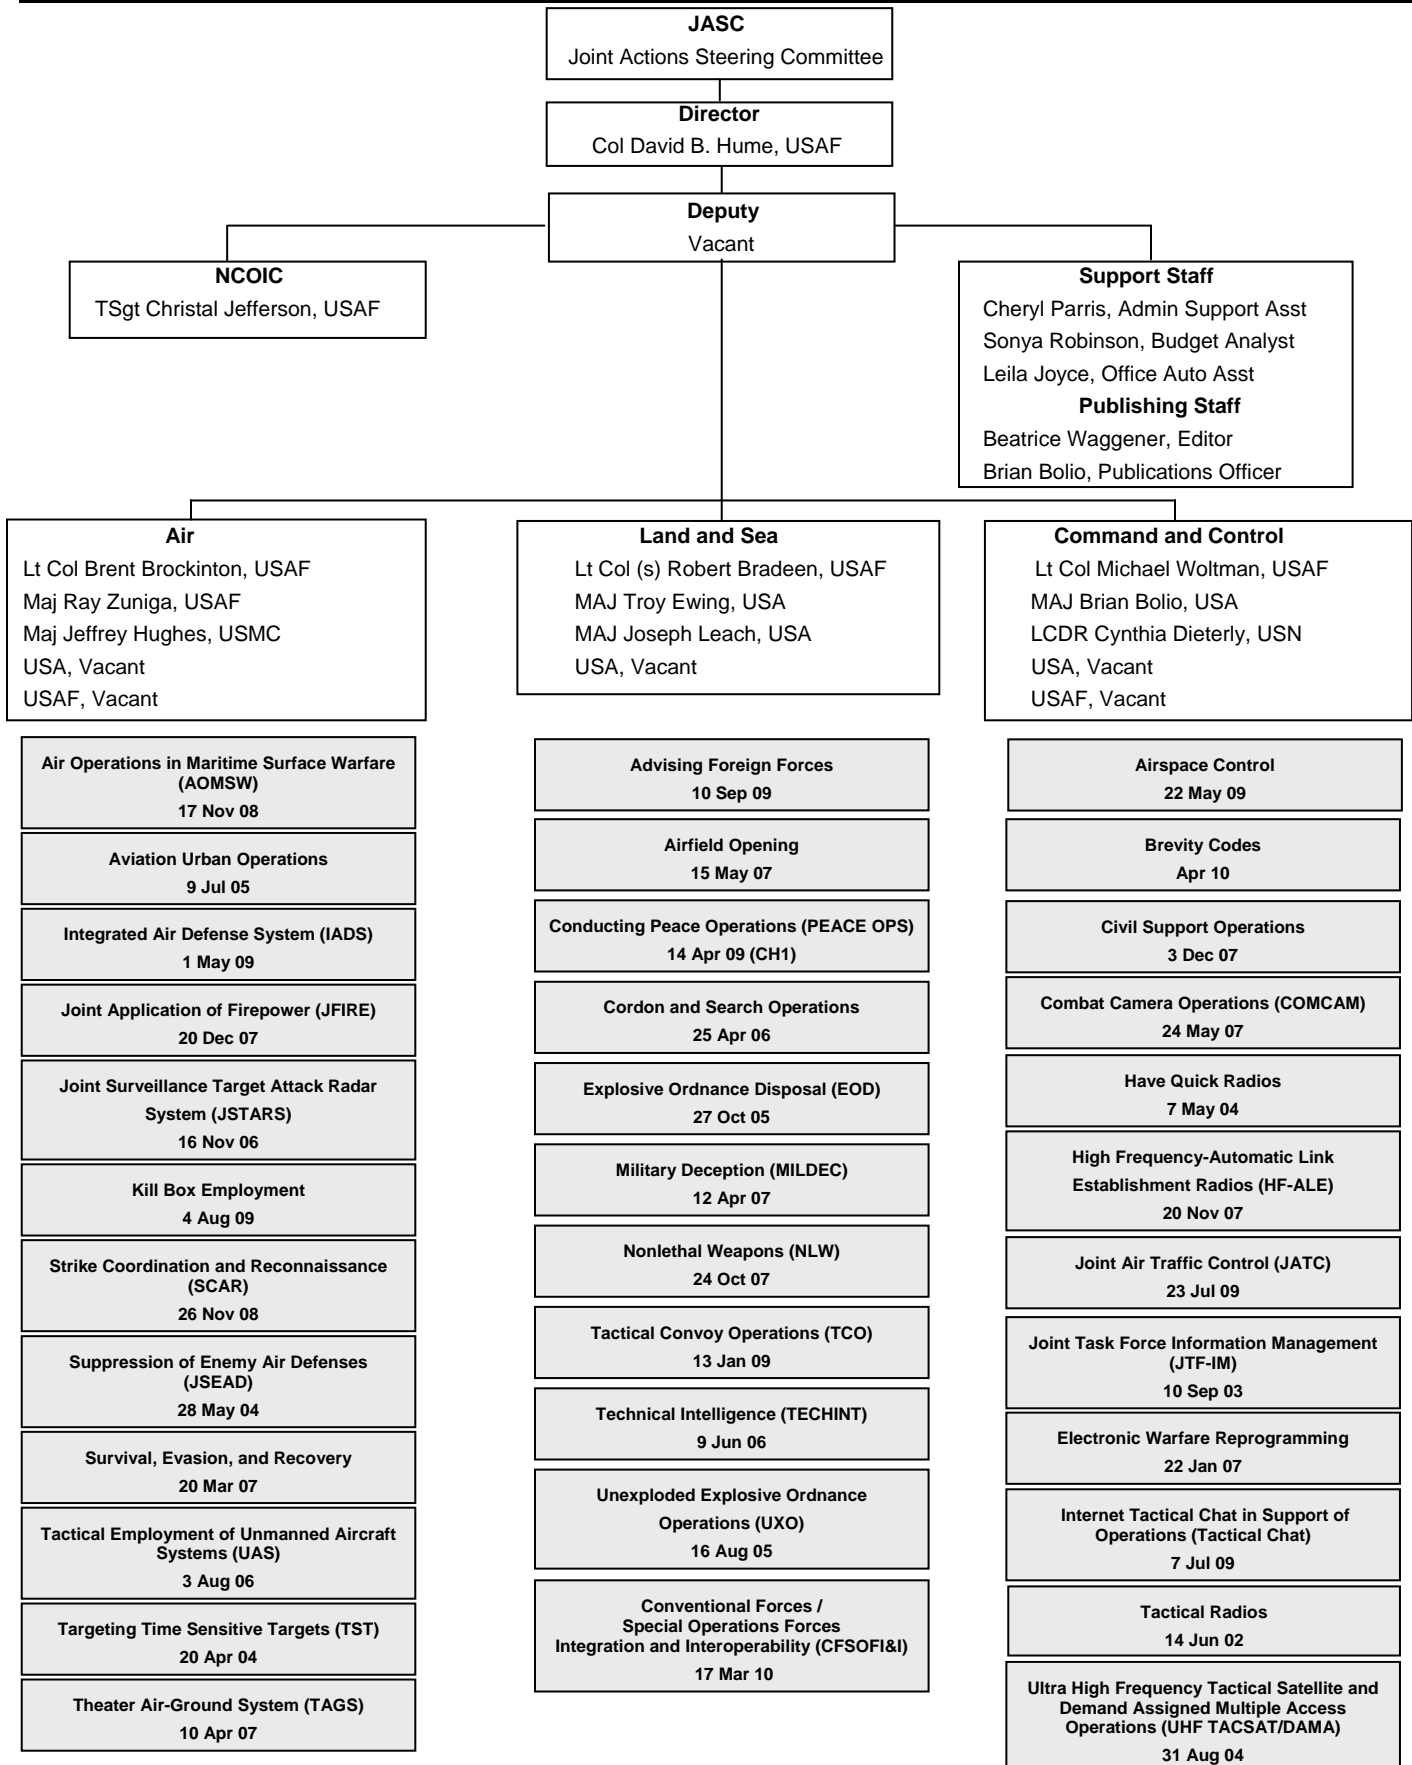 JASC
Joint Actions Steering Committee
Director
Col David B. Hume, USAF
Deputy
Vacant
NCOIC
TSgt Christal Jefferson, USAF
Support Staff
Cheryl Parris, Admin Support Asst
Sonya Robinson, Budget Analyst
Leila Joyce, Office Auto Asst
Publishing Staff
Beatrice Waggener, Editor
Brian Bolio, Publications Officer
Air
Lt Col Brent Brockinton, USAF
Maj Ray Zuniga, USAF
Maj Jeffrey Hughes, USMC
USA, Vacant
USAF, Vacant
Land and Sea
Lt Col (s) Robert Bradeen, USAF
MAJ Troy Ewing, USA
MAJ Joseph Leach, USA
USA, Vacant
Command and Control
Lt Col Michael Woltman, USAF
MAJ Brian Bolio, USA
LCDR Cynthia Dieterly, USN
USA, Vacant
USAF, Vacant
Air Operations in Maritime Surface Warfare
(AOMSW)
17 Nov 08
Aviation Urban Operations
9 Jul 05
Integrated Air Defense System (IADS)
1 May 09
Joint Application of Firepower (JFIRE)
20 Dec 07
Joint Surveillance Target Attack Radar
System (JSTARS)
16 Nov 06
Kill Box Employment
4 Aug 09
Strike Coordination and Reconnaissance
(SCAR)
26 Nov 08
Suppression of Enemy Air Defenses
(JSEAD)
28 May 04
Survival, Evasion, and Recovery
20 Mar 07
Tactical Employment of Unmanned Aircraft
Systems (UAS)
3 Aug 06
Targeting Time Sensitive Targets (TST)
20 Apr 04
Theater Air-Ground System (TAGS)
10 Apr 07
Advising Foreign Forces
10 Sep 09
Airfield Opening
15 May 07
Conducting Peace Operations (PEACE OPS)
14 Apr 09 (CH1)
Cordon and Search Operations
25 Apr 06
Explosive Ordnance Disposal (EOD)
27 Oct 05
Military Deception (MILDEC)
12 Apr 07
Nonlethal Weapons (NLW)
24 Oct 07
Tactical Convoy Operations (TCO)
13 Jan 09
Technical Intelligence (TECHINT)
9 Jun 06
Unexploded Explosive Ordnance
Operations (UXO)
16 Aug 05
Conventional Forces /
Special Operations Forces
Integration and Interoperability (CFSOFI&I)
17 Mar 10
Airspace Control
22 May 09
Brevity Codes
Apr 10
Civil Support Operations
3 Dec 07
Combat Camera Operations (COMCAM)
24 May 07
Have Quick Radios
7 May 04
High Frequency-Automatic Link
Establishment Radios (HF-ALE)
20 Nov 07
Joint Air Traffic Control (JATC)
23 Jul 09
Joint Task Force Information Management
(JTF-IM)
10 Sep 03
Electronic Warfare Reprogramming
22 Jan 07
Internet Tactical Chat in Support of
Operations (Tactical Chat)
7 Jul 09
Tactical Radios
14 Jun 02
Ultra High Frequency Tactical Satellite and
Demand Assigned Multiple Access
Operations (UHF TACSAT/DAMA)
31 Aug 04